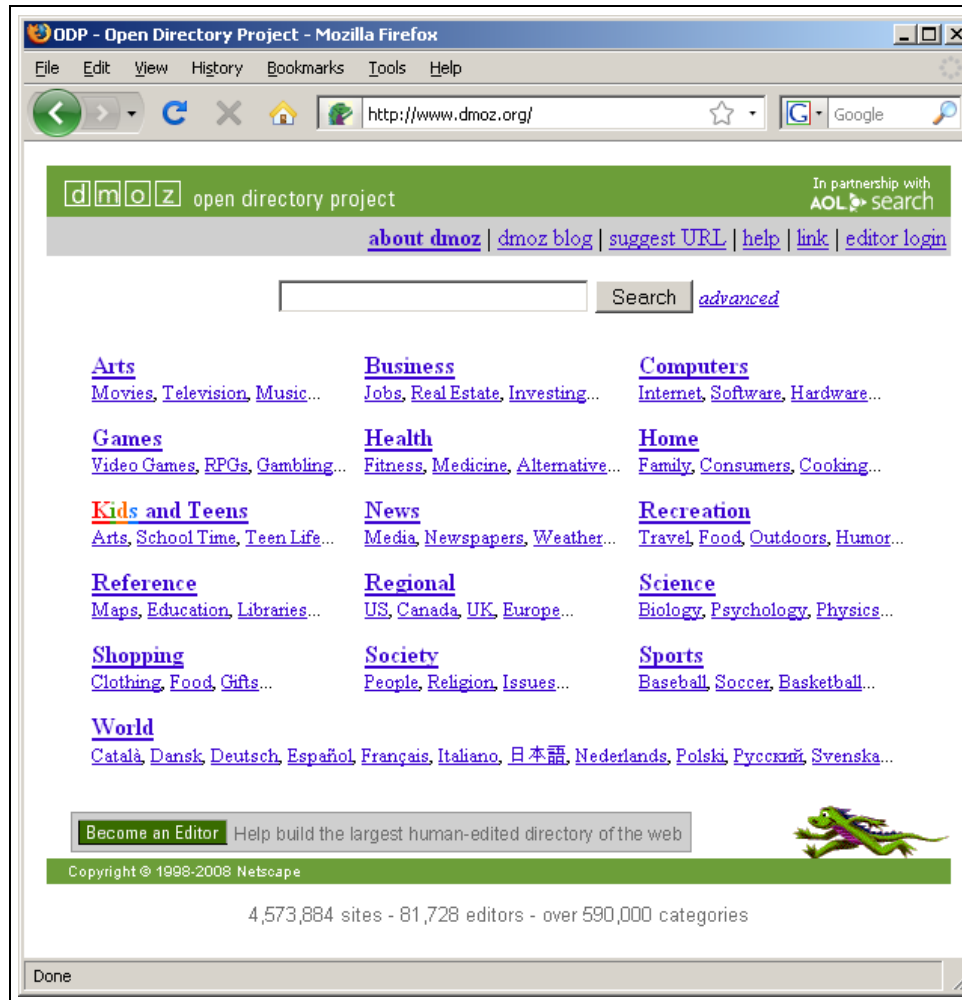 ODP - Open Directory Project - Mozilla Firefox
File Edit View History Bookmarks Tools Help
http://www.dmoz.org/ G Google
dmoz open directory project
In partnership with
AOL search
about dmoz | dmoz blog | suggest URL | help | link | editor login
Search advanced
Arts Business Computers
Movies, Television, Music... Jobs, Real Estate, Investing... Internet, Software, Hardware...
Games Health Home
Video Games, RPGs, Gambling... Fitness, Medicine, Alternative... Family, Consumers, Cooking...
Kids and Teens News Recreation
Arts, School Time, Teen Life... Media, Newspapers, Weather... Travel, Food, Outdoors, Humor...
Reference Regional Science
Maps, Education, Libraries... US, Canada, UK, Europe... Biology, Psychology, Physics...
Shopping Society Sports
Clothing, Food, Gifts... People, Religion, Issues... Baseball, Soccer, Basketball...
World
Català, Dansk, Deutsch, Español, Français, Italiano, 日本語, Nederlands, Polski, Русский, Svenska...
Become an Editor Help build the largest human-edited directory of the web
Copyright © 1998-2008 Netscape
4,573,884 sites - 81,728 editors - over 590,000 categories
Done